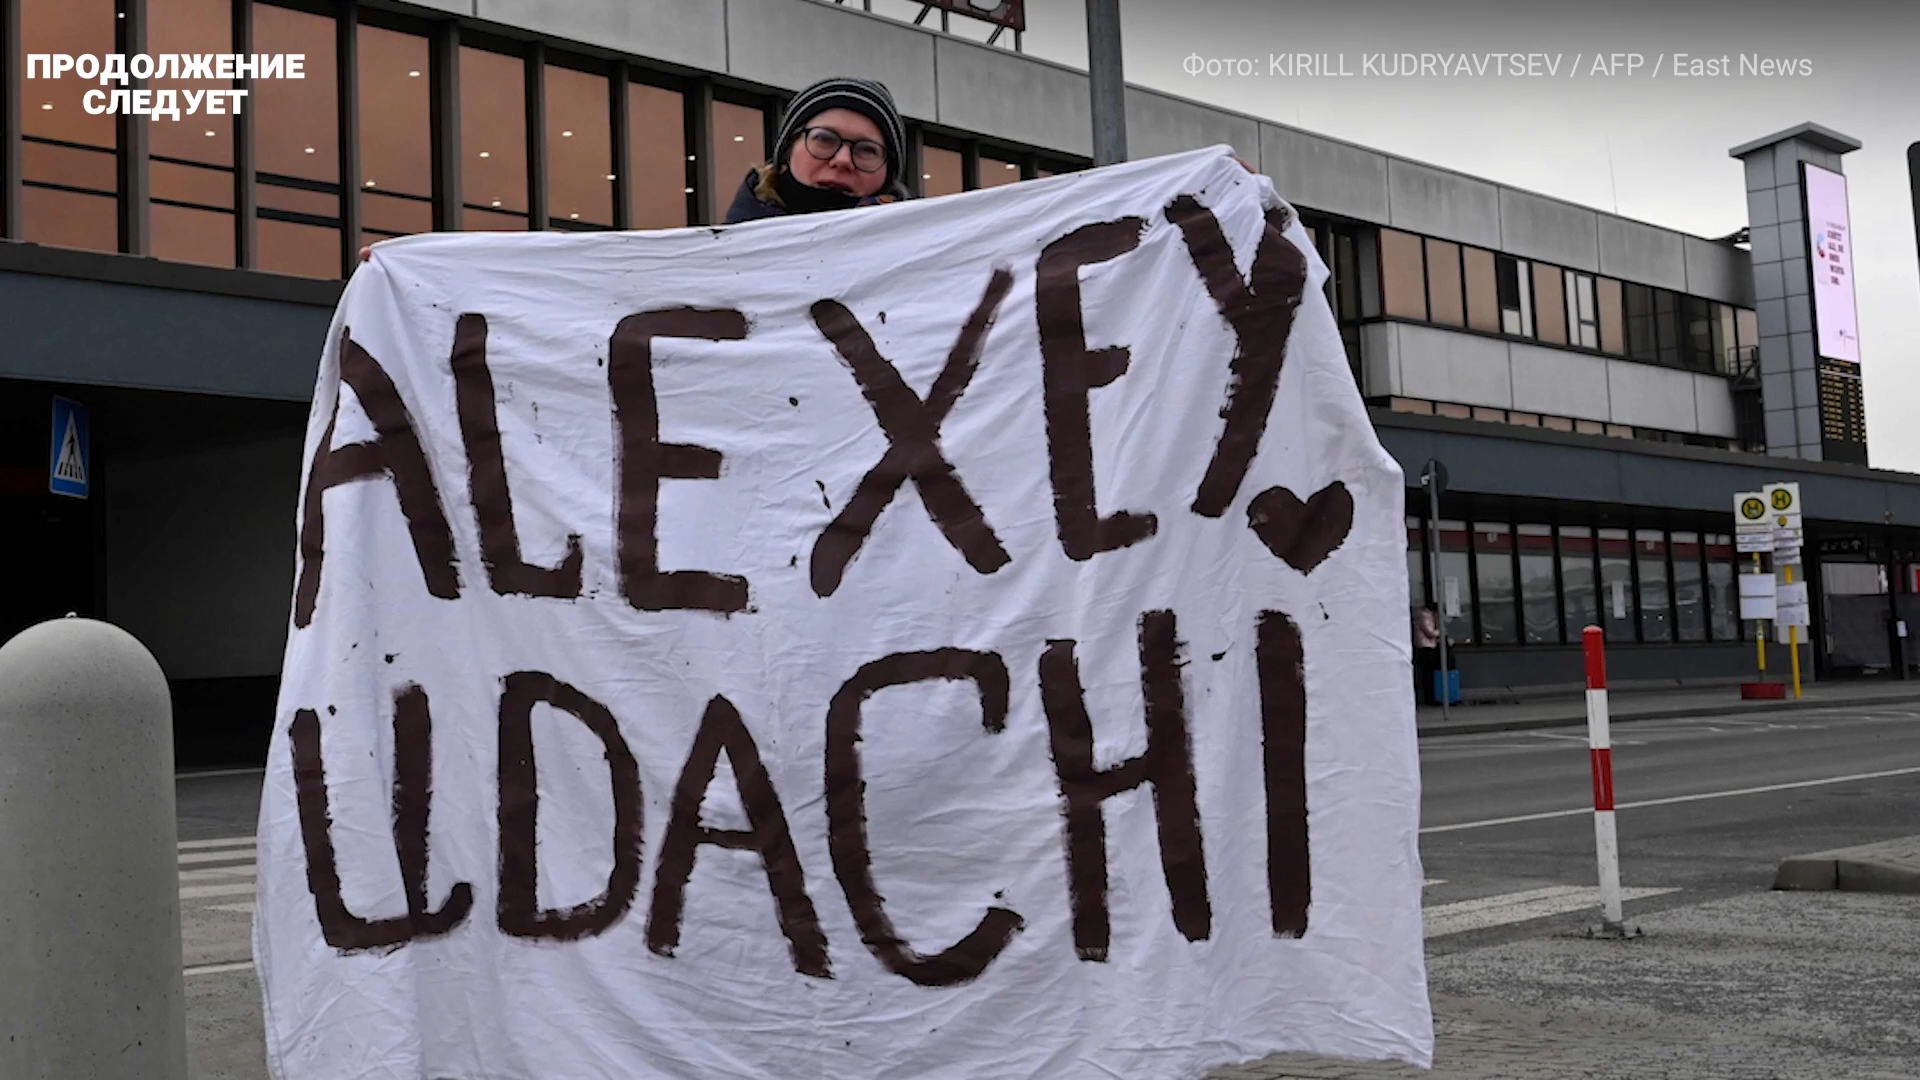 ПРОДОЛЖЕНИЕ
СЛЕДУЕТ
Фото: KIRILL KUDRYAVTSEV / AFP / East News
ALEXEY
UDACHI
H
H